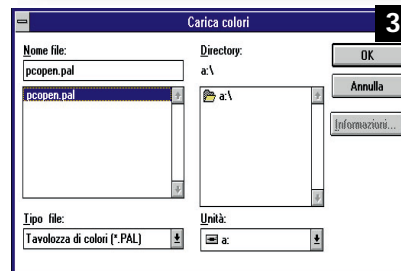 Carica colori
3
Nome file:
pcopen.pal
pcopen.pal
Tipo file:
Tavolozza di colori (*.PAL)
Directory:
a:\
a:\
Unità:
a:
OK
Annulla
Informazioni...